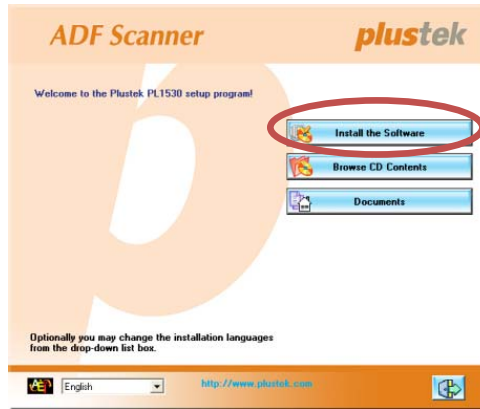 ADF Scanner
plustek
Welcome to the Plustek PL1530 setup program!
Install the Software
Browse CD Contents
Documents
Optionally you may change the installation languages
from the drop-down list box.
English
http://www.plustek.com